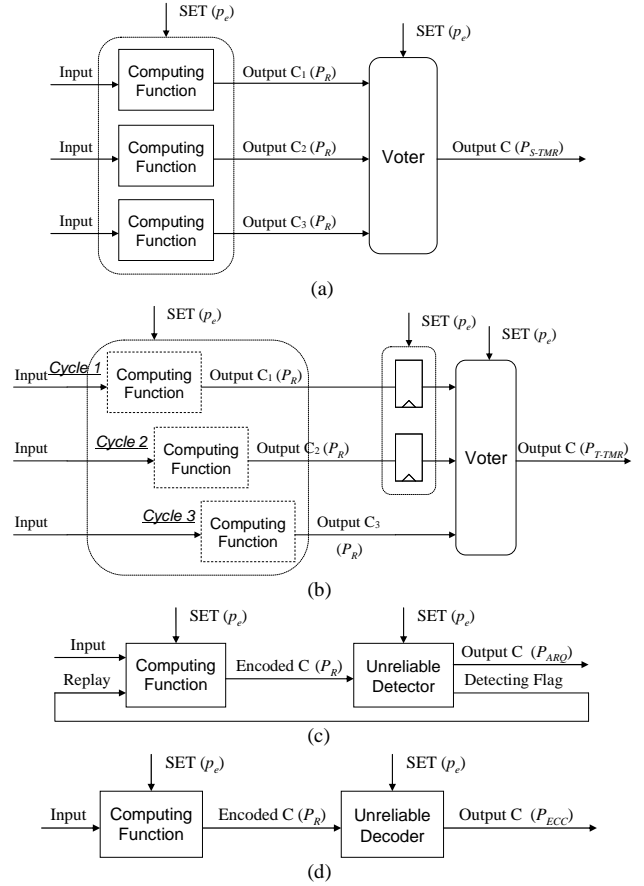 SET (pe)
SET (pe)
Input
Computing Function
Output C1 (PR)
Input
Computing Function
Output C2 (PR)
Voter
Output C (PS-TMR)
Input
Computing Function
Output C3 (PR)
(a)
SET (pe)
SET (pe)
SET (pe)
Input
Cycle 1
Computing Function
Output C1 (PR)
Input
Cycle 2
Computing Function
Output C2 (PR)
Voter
Output C (PT-TMR)
Input
Cycle 3
Computing Function
Output C3
(PR)
(b)
SET (pe)
SET (pe)
Input
Replay
Computing Function
Encoded C (PR)
Unreliable Detector
Output C (PARQ)
Detecting Flag
(c)
SET (pe)
SET (pe)
Input
Computing Function
Encoded C (PR)
Unreliable Decoder
Output C (PECC)
(d)